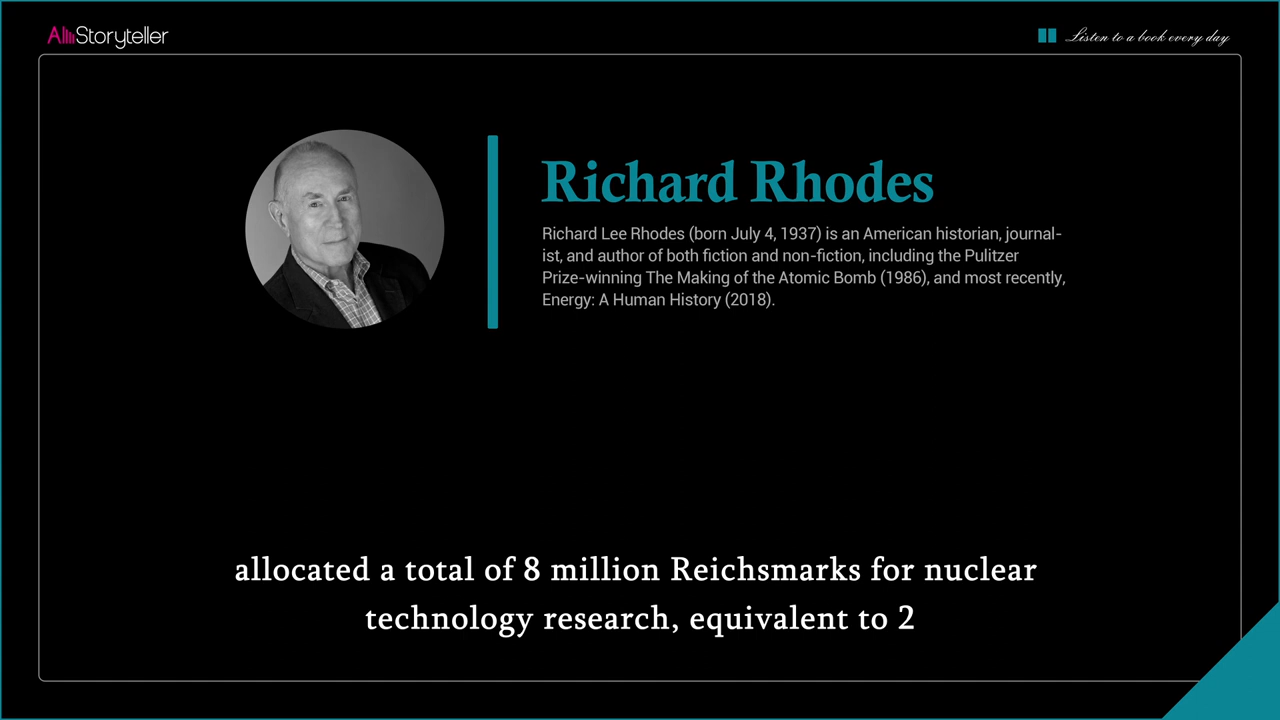 AllStoryteller
Listen to a book every day
Richard Rhodes
Richard Lee Rhodes (born July 4, 1937) is an American historian, journal-
ist, and author of both fiction and non-fiction, including the Pulitzer
Prize-winning The Making of the Atomic Bomb (1986), and most recently,
Energy: A Human History (2018).
allocated a total of 8 million Reichsmarks for nuclear
technology research, equivalent to 2